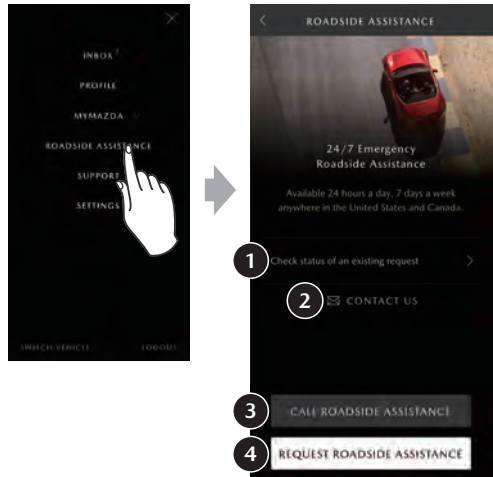 INBOX
PROFILE
MYMAZDA
ROADSIDE ASSISTANCE
SUPPORT
SETTINGS
SWITCH VEHICLE
LOGOUT
ROADSIDE ASSISTANCE
24/7 Emergency
Roadside Assistance
Available 24 hours a day, 7 days a week
anywhere in the United States and Canada.
1 Check status of an existing request
2 CONTACT US
3 CALL ROADSIDE ASSISTANCE
4 REQUEST ROADSIDE ASSISTANCE